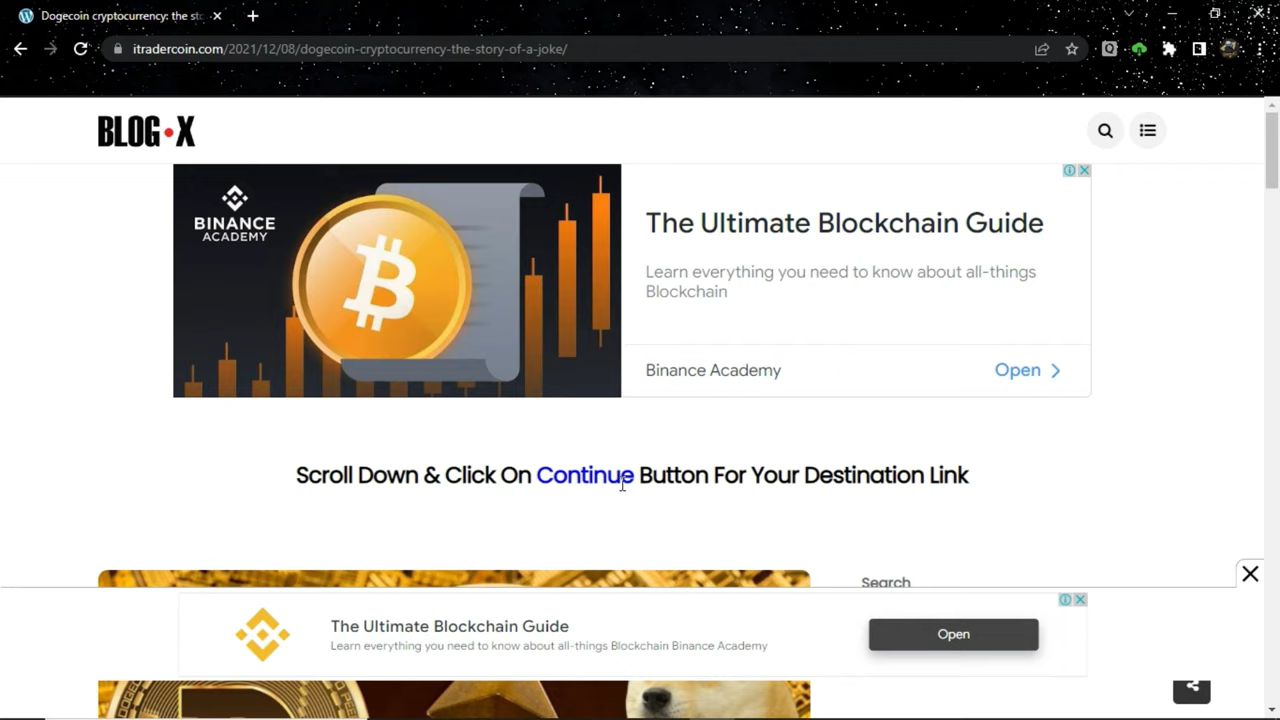 Dogecoin cryptocurrency: the sto
itradercoin.com/2021/12/08/dogecoin-cryptocurrency-the-story-of-a-joke/
BLOG•X
BINANCE
ACADEMY
The Ultimate Blockchain Guide
Learn everything you need to know about all-things
Blockchain
Binance Academy
Open
Scroll Down & Click On Continue Button For Your Destination Link
Search
The Ultimate Blockchain Guide
Learn everything you need to know about all-things Blockchain Binance Academy
Open